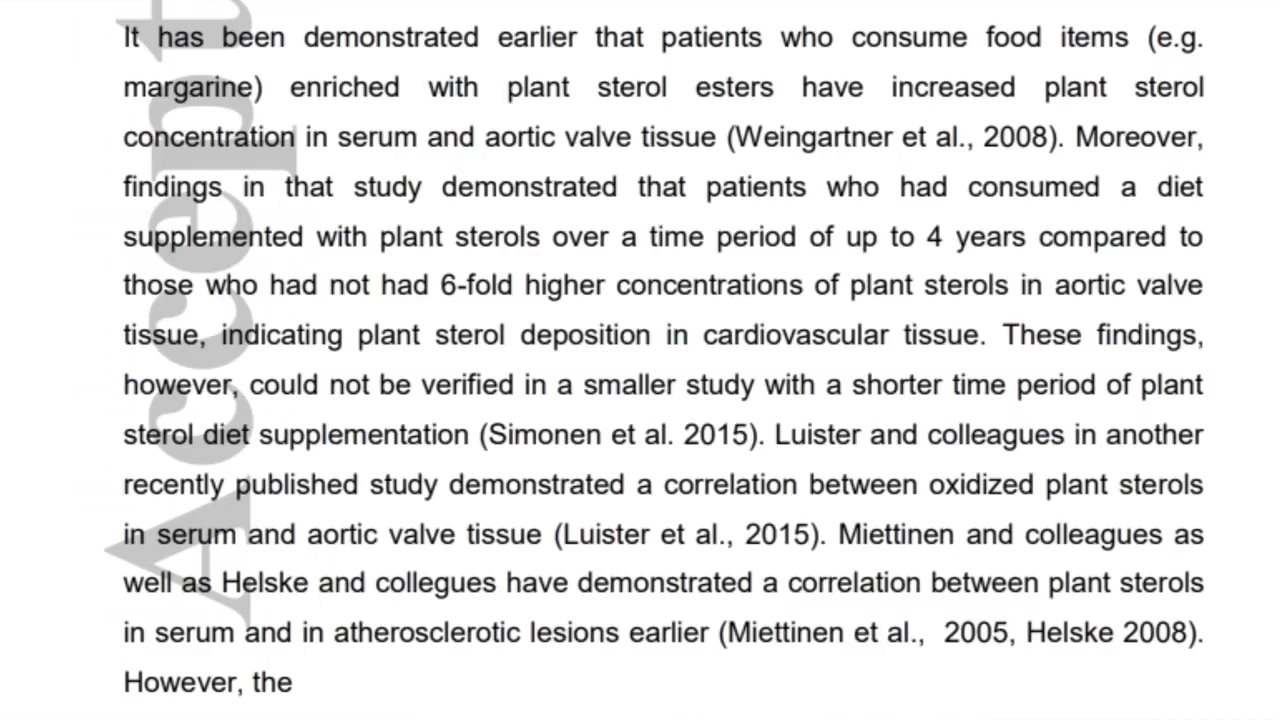 It has been demonstrated earlier that patients who consume food items (e.g.
margarine) enriched with plant sterol esters have increased plant sterol
concentration in serum and aortic valve tissue (Weingartner et al., 2008). Moreover,
findings in that study demonstrated that patients who had consumed a diet
supplemented with plant sterols over a time period of up to 4 years compared to
those who had not had 6-fold higher concentrations of plant sterols in aortic valve
tissue, indicating plant sterol deposition in cardiovascular tissue. These findings,
however, could not be verified in a smaller study with a shorter time period of plant
sterol diet supplementation (Simonen et al. 2015). Luister and colleagues in another
recently published study demonstrated a correlation between oxidized plant sterols
in serum and aortic valve tissue (Luister et al., 2015). Miettinen and colleagues as
well as Helske and collegues have demonstrated a correlation between plant sterols
in serum and in atherosclerotic lesions earlier (Miettinen et al., 2005, Helske 2008).
However, the
Accept